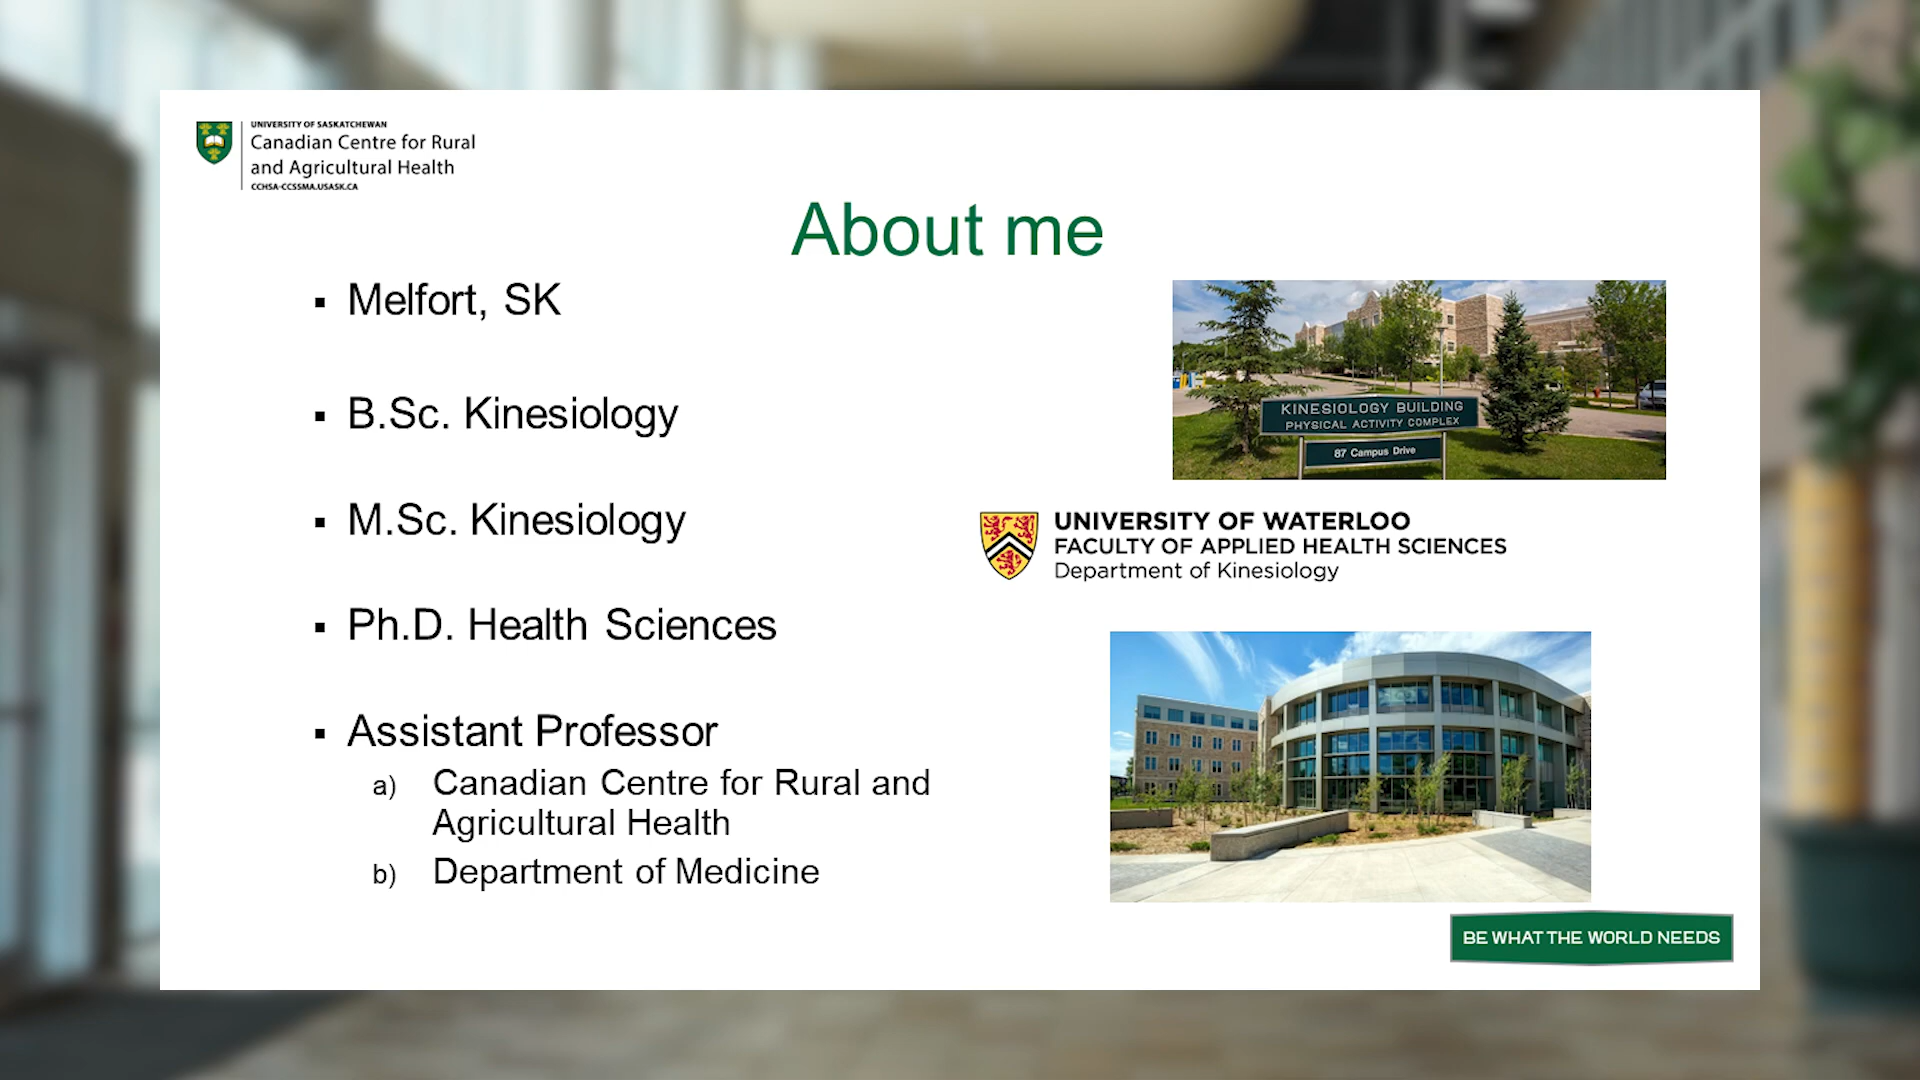 UNIVERSITY OF SASKATCHEWAN
Canadian Centre for Rural
and Agricultural Health
CCHSA-CCSSMA.USASK.CA
About me
▪ Melfort, SK
▪ B.Sc. Kinesiology
▪ M.Sc. Kinesiology
▪ Ph.D. Health Sciences
▪ Assistant Professor
a) Canadian Centre for Rural and
Agricultural Health
b) Department of Medicine
KINESIOLOGY BUILDING
PHYSICAL ACTIVITY COMPLEX
87 Campus Drive
UNIVERSITY OF WATERLOO
FACULTY OF APPLIED HEALTH SCIENCES
Department of Kinesiology
BE WHAT THE WORLD NEEDS